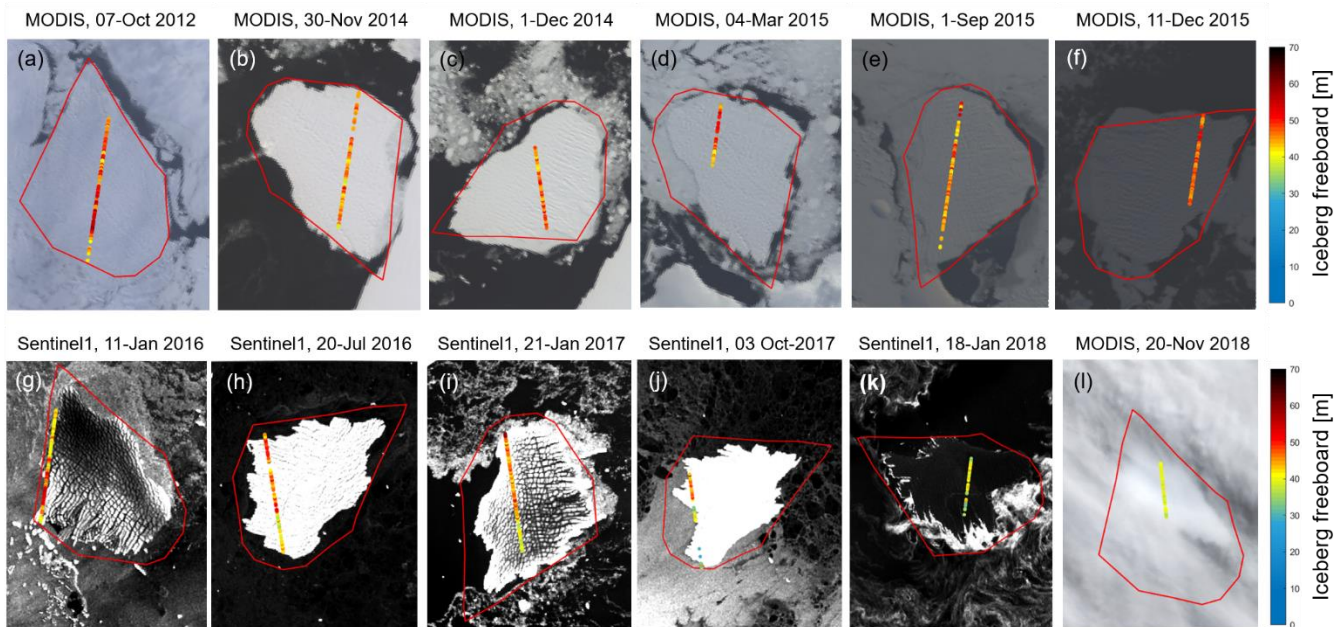 MODIS, 07-Oct 2012 MODIS, 30-Nov 2014 MODIS, 1-Dec 2014 MODIS, 04-Mar 2015 MODIS, 1-Sep 2015 MODIS, 11-Dec 2015
(a) (b) (c) (d) (e) (f)
70
60
50
40
30
20
10
0
Iceberg freeboard [m]
Sentinel1, 11-Jan 2016 Sentinel1, 20-Jul 2016 Sentinel1, 21-Jan 2017 Sentinel1, 03 Oct-2017 Sentinel1, 18-Jan 2018 MODIS, 20-Nov 2018
(g) (h) (i) (j) (k) (l)
70
60
50
40
30
20
10
0
Iceberg freeboard [m]